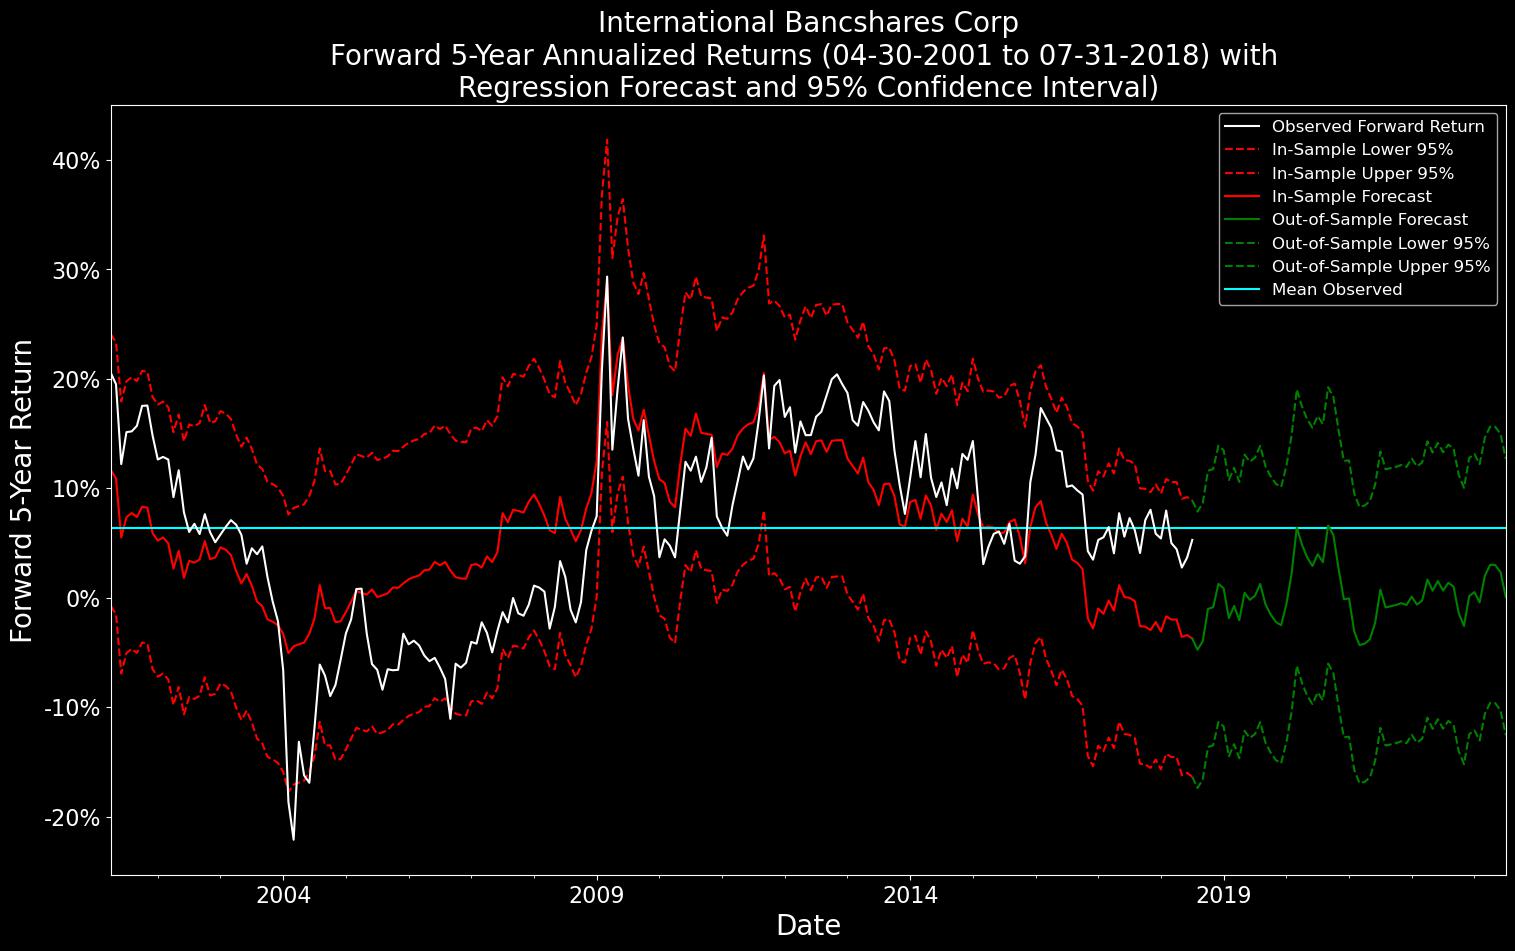 International Bancshares Corp
Forward 5-Year Annualized Returns (04-30-2001 to 07-31-2018) with
Regression Forecast and 95% Confidence Interval)
Observed Forward Return
In-Sample Lower 95%
In-Sample Upper 95%
In-Sample Forecast
Out-of-Sample Forecast
Out-of-Sample Lower 95%
Out-of-Sample Upper 95%
Mean Observed
Forward 5-Year Return
40%
30%
20%
10%
0%
-10%
-20%
2004 2009 2014 2019
Date